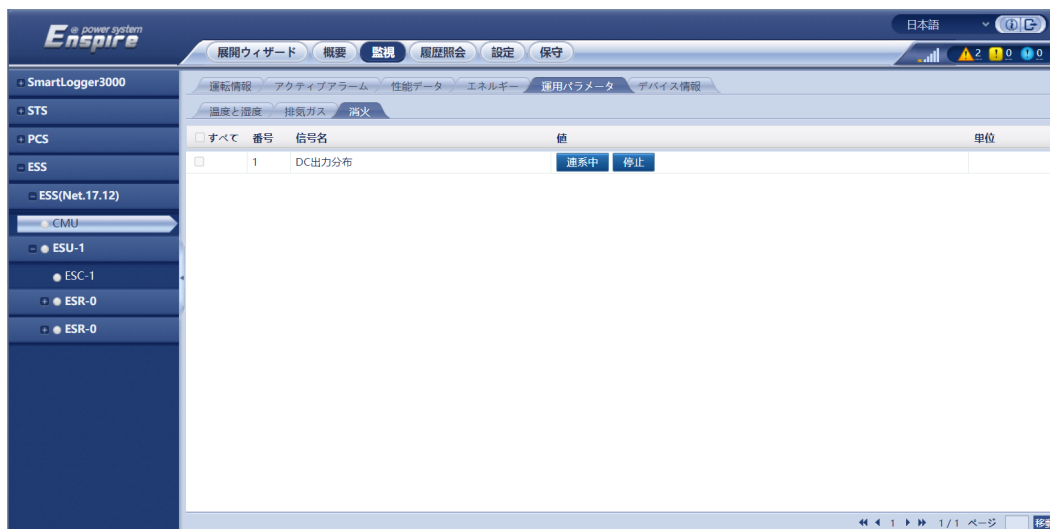 e power system
Enspire
日本語
展開ウィザード 概要 監視 履歴照会 設定 保守
2 0 0
SmartLogger3000
STS
PCS
ESS
ESS(Net.17.12)
CMU
ESU-1
ESC-1
ESR-0
ESR-0
運転情報 アクティブアラーム 性能データ エネルギー 運用パラメータ デバイス情報
温度と湿度 排気ガス 消火
すべて 番号 信号名 値 単位
1 DC出力分布 連系中 停止
1 1/1 ページ